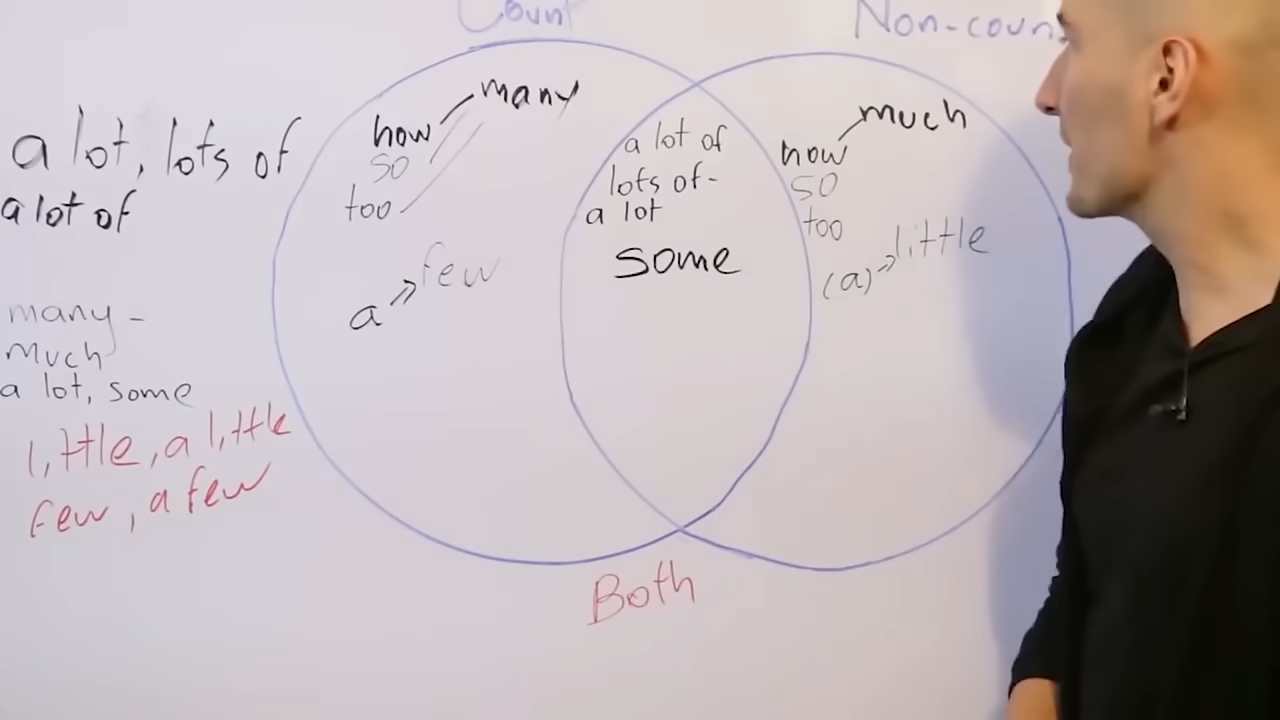 Count
Non-coun
a lot, lots of
a lot of
many -
much
a lot, some
little, a little
few, a few
many
how
so
too
few
a
a lot of
lots of-
a lot
some
much
how
so
too
little
(a)
Both